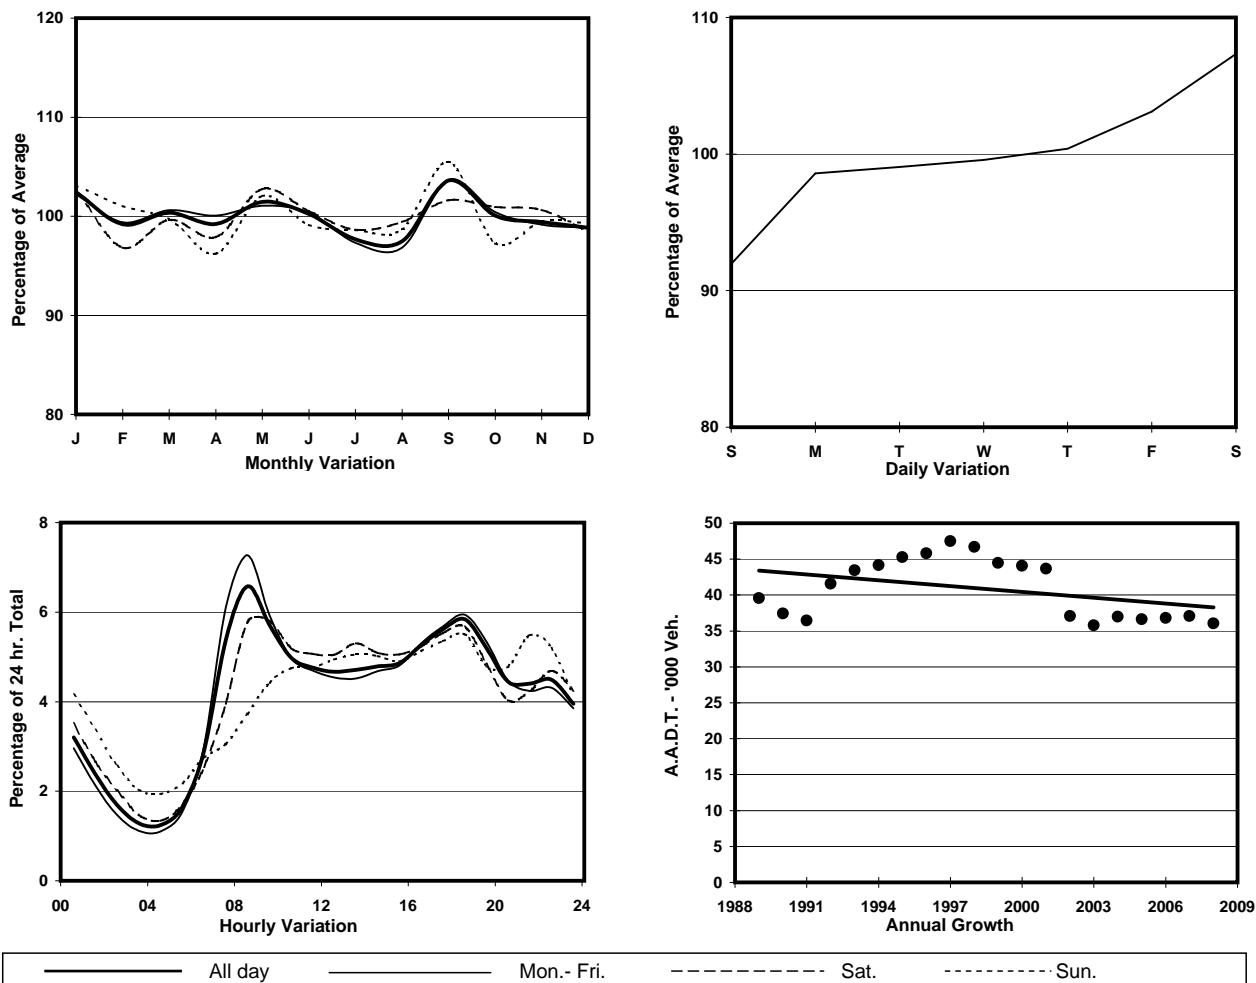 120
110
100
90
80
Percentage of Average
J F M A M J J A S O N D
Monthly Variation
110
100
90
80
Percentage of Average
S M T W T F S
Daily Variation
8
6
4
2
0
Percentage of 24 hr. Total
00 04 08 12 16 20 24
Hourly Variation
50
45
40
35
30
25
20
15
10
5
0
A.A.D.T. - '000 Veh.
1988 1991 1994 1997 2000 2003 2006 2009
Annual Growth
All day Mon.- Fri. Sat. Sun.